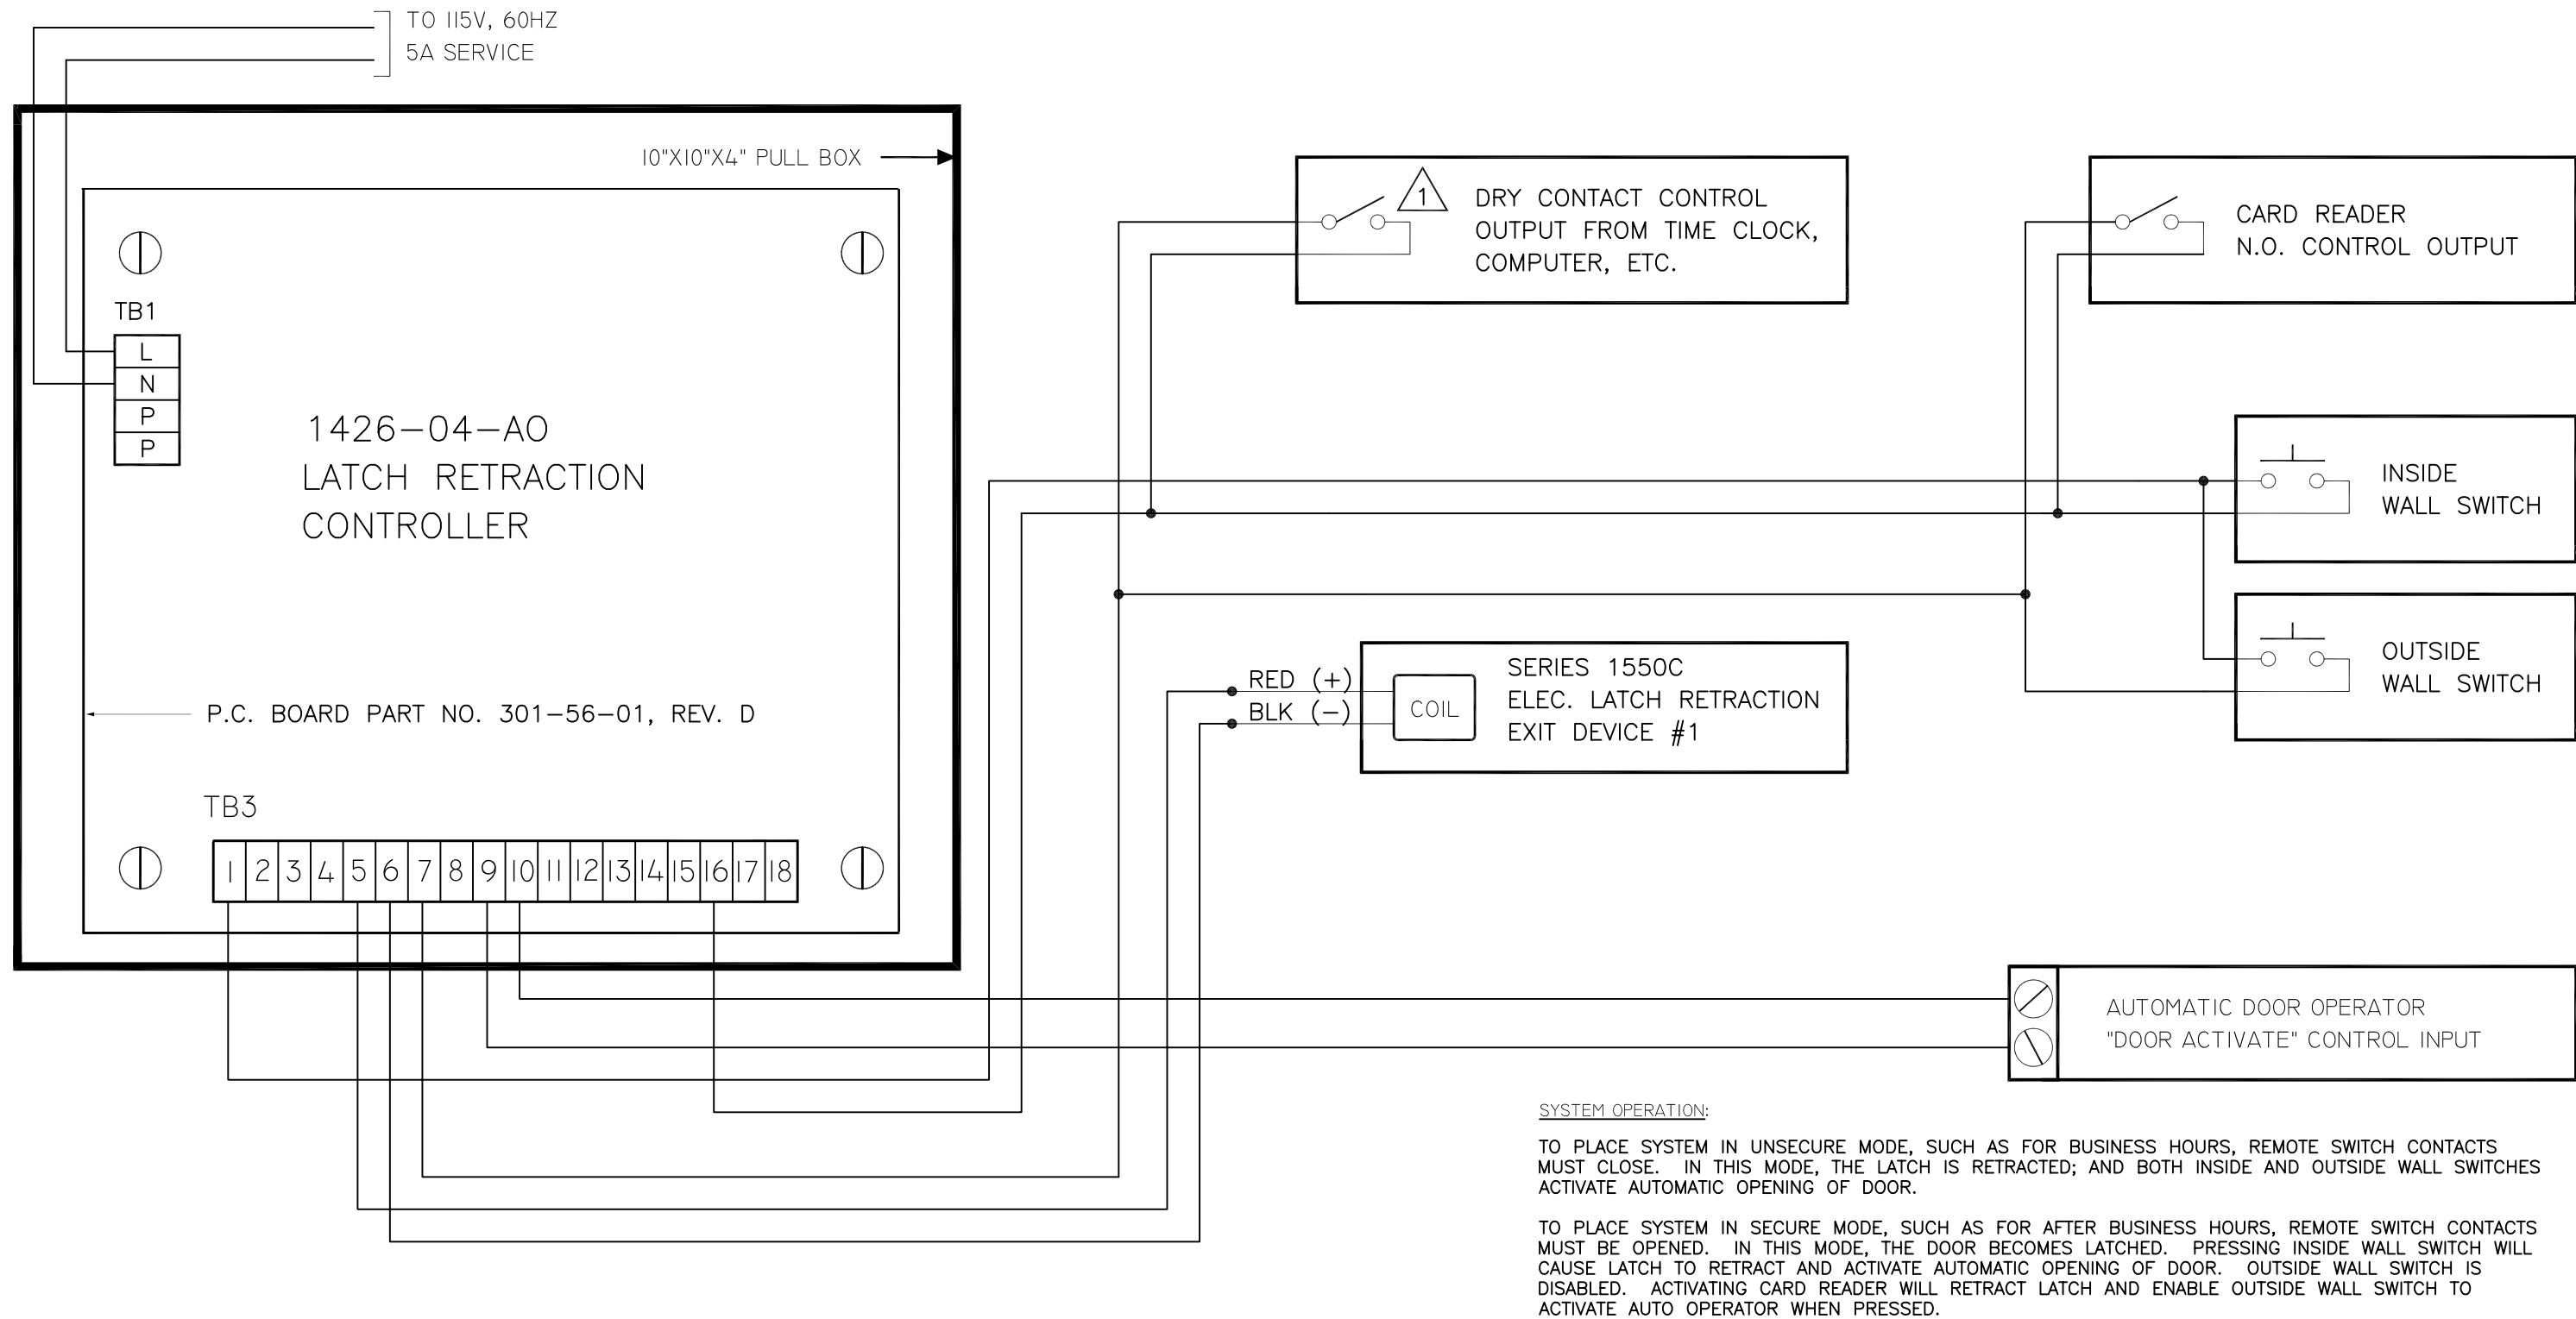 TO 115V, 60HZ
5A SERVICE
10"X10"X4" PULL BOX
TB1
L
N
P
P
1426-04-AO
LATCH RETRACTION
CONTROLLER
P.C. BOARD PART NO. 301-56-01, REV. D
TB3
1 2 3 4 5 6 7 8 9 10 11 12 13 14 15 16 17 18
1
DRY CONTACT CONTROL
OUTPUT FROM TIME CLOCK,
COMPUTER, ETC.
CARD READER
N.O. CONTROL OUTPUT
INSIDE
WALL SWITCH
OUTSIDE
WALL SWITCH
RED (+)
BLK (-)
COIL
SERIES 1550C
ELEC. LATCH RETRACTION
EXIT DEVICE #1
AUTOMATIC DOOR OPERATOR
"DOOR ACTIVATE" CONTROL INPUT
SYSTEM OPERATION:
TO PLACE SYSTEM IN UNSECURE MODE, SUCH AS FOR BUSINESS HOURS, REMOTE SWITCH CONTACTS
MUST CLOSE. IN THIS MODE, THE LATCH IS RETRACTED; AND BOTH INSIDE AND OUTSIDE WALL SWITCHES
ACTIVATE AUTOMATIC OPENING OF DOOR.
TO PLACE SYSTEM IN SECURE MODE, SUCH AS FOR AFTER BUSINESS HOURS, REMOTE SWITCH CONTACTS
MUST BE OPENED. IN THIS MODE, THE DOOR BECOMES LATCHED. PRESSING INSIDE WALL SWITCH WILL
CAUSE LATCH TO RETRACT AND ACTIVATE AUTOMATIC OPENING OF DOOR. OUTSIDE WALL SWITCH IS
DISABLED. ACTIVATING CARD READER WILL RETRACT LATCH AND ENABLE OUTSIDE WALL SWITCH TO
ACTIVATE AUTO OPERATOR WHEN PRESSED.